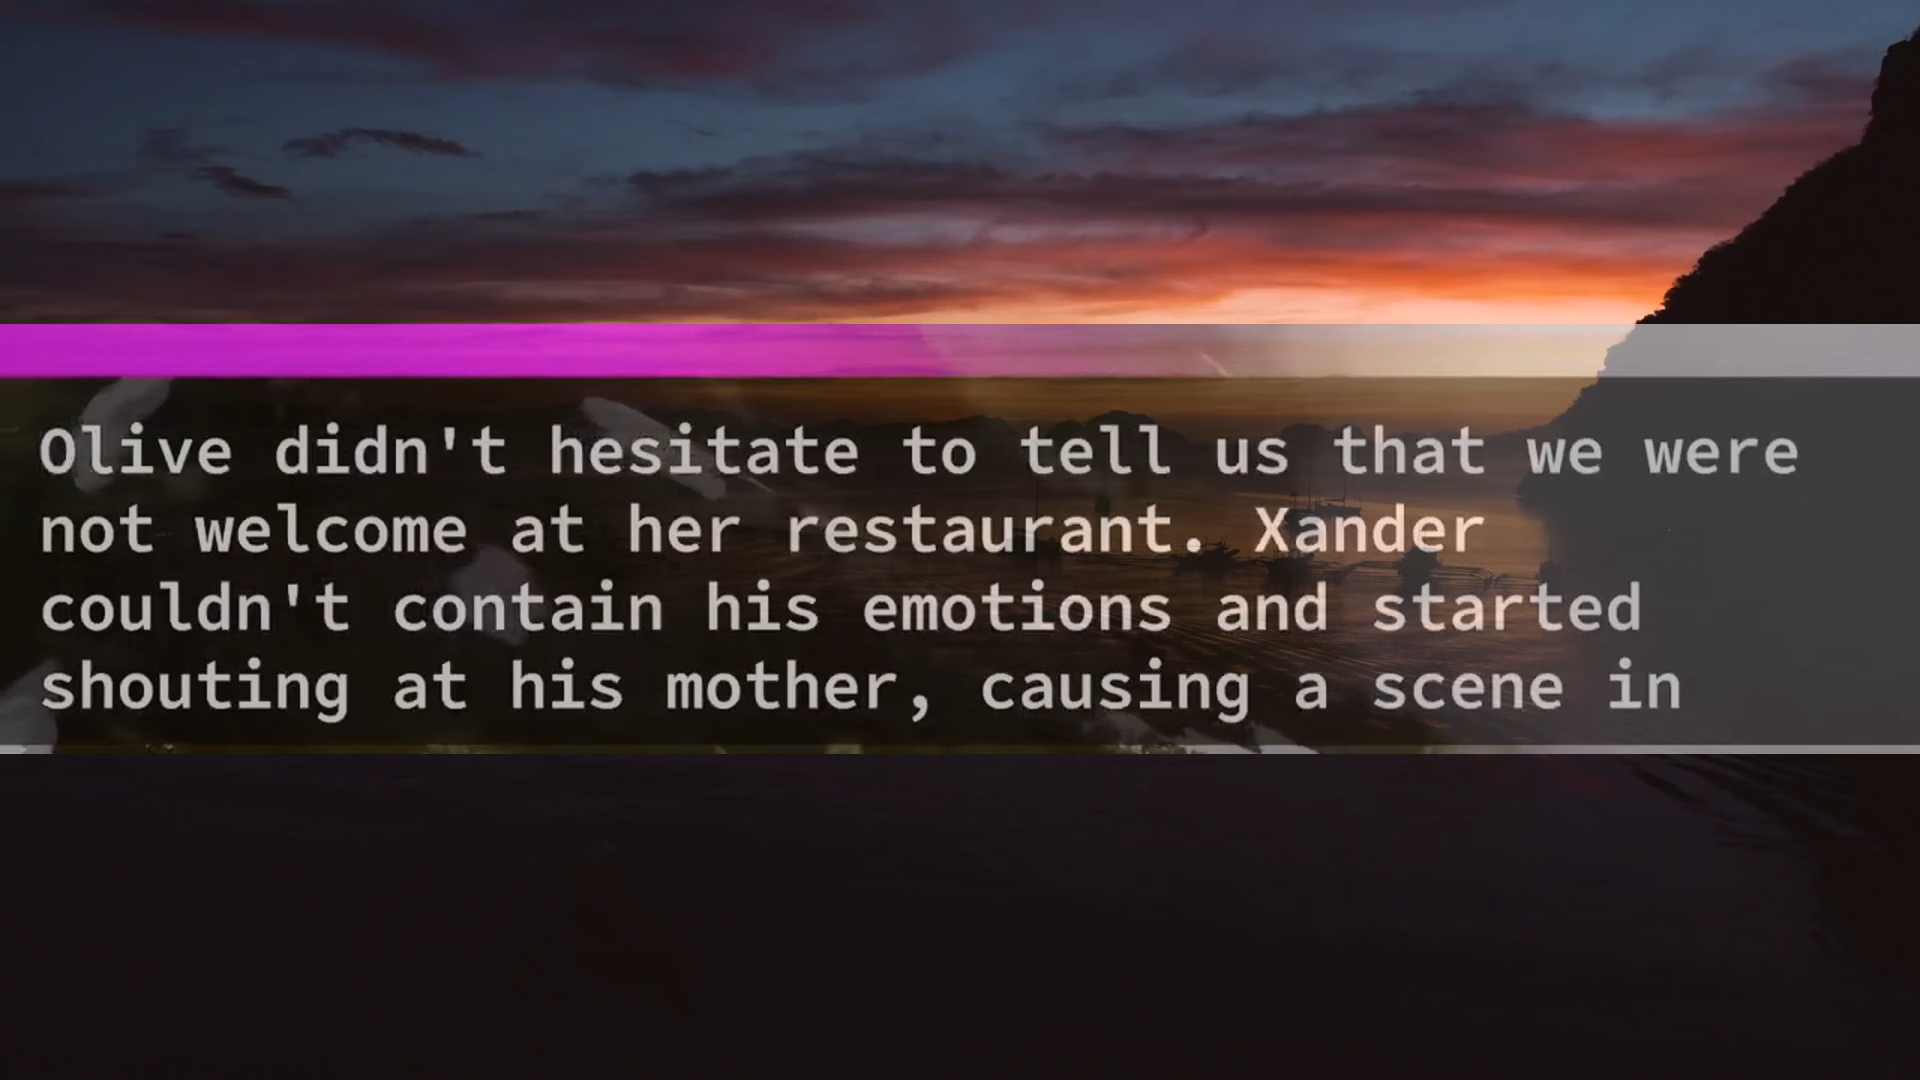 Olive didn't hesitate to tell us that we were
not welcome at her restaurant. Xander
couldn't contain his emotions and started
shouting at his mother, causing a scene in